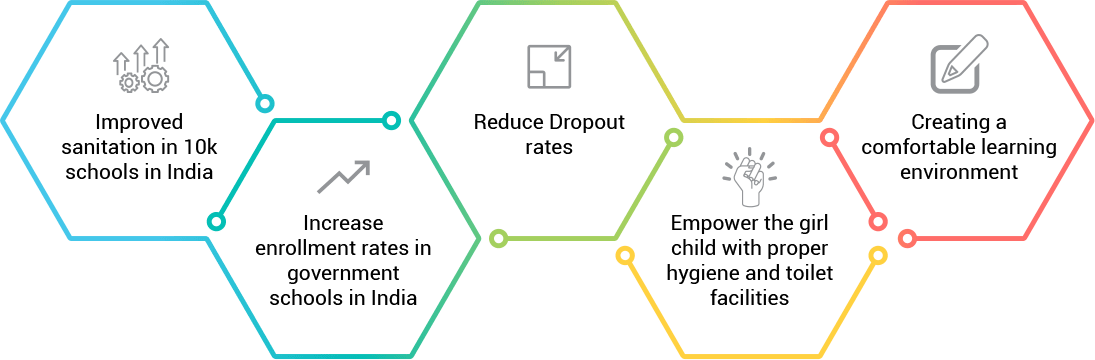 Improved
sanitation in 10k
schools in India
Increase
enrollment rates in
government
schools in India
Reduce Dropout
rates
Empower the girl
child with proper
hygiene and toilet
facilities
Creating a
comfortable learning
environment